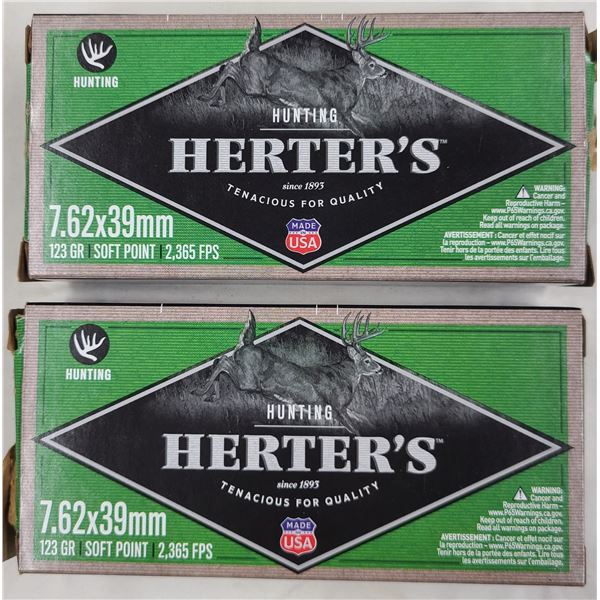 HUNTING
HUNTING
HERTER'S™
since 1893
TENACIOUS FOR QUALITY
7.62x39mm
123 GR | SOFT POINT | 2,365 FPS
MADE
IN
USA
WARNING:
Cancer and
Reproductive Harm –
www.P65Warnings.ca.gov.
Keep out of reach of children.
Read all warnings on package.
AVERTISSEMENT : Cancer et effet nocif sur
la reproduction – www.P65Warnings.ca.gov.
Tenir hors de la portée des enfants. Lire tous
les avertissements sur l'emballage.
HUNTING
HUNTING
HERTER'S™
since 1893
TENACIOUS FOR QUALITY
7.62x39mm
123 GR | SOFT POINT | 2,365 FPS
MADE
IN
USA
WARNING:
Cancer and
Reproductive Harm –
www.P65Warnings.ca.gov.
Keep out of reach of children.
Read all warnings on package.
AVERTISSEMENT : Cancer et effet nocif sur
la reproduction – www.P65Warnings.ca.gov.
Tenir hors de la portée des enfants. Lire tous
les avertissements sur l'emballage.